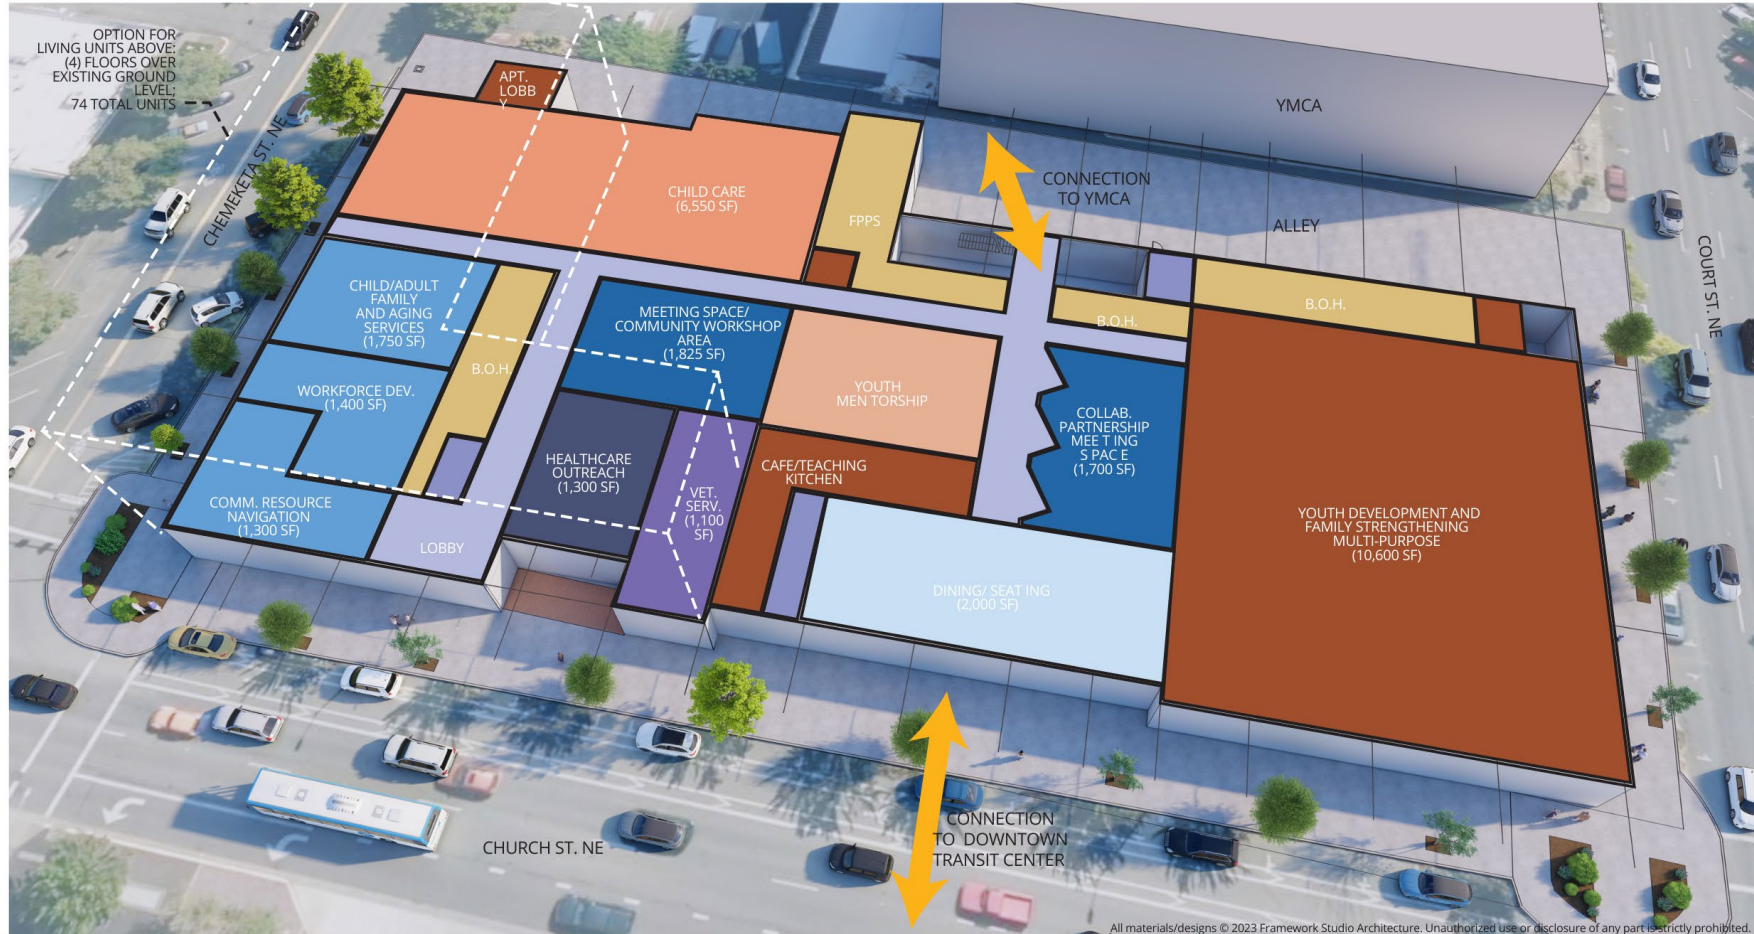 OPTION FOR
LIVING UNITS ABOVE:
(4) FLOORS OVER
EXISTING GROUND
LEVEL;
74 TOTAL UNITS
CHEMEKETA ST. NE
APT.
LOBB
Y
CHILD CARE
(6,550 SF)
FPPS
CONNECTION
TO YMCA
YMCA
ALLEY
COURT ST. NE
CHILD/ADULT
FAMILY
AND AGING
SERVICES
(1,750 SF)
B.O.H.
MEETING SPACE/
COMMUNITY WORKSHOP
AREA
(1,825 SF)
B.O.H.
B.O.H.
WORKFORCE DEV.
(1,400 SF)
YOUTH
MEN TORSHIP
COLLAB.
PARTNERSHIP
MEE T ING
S PAC E
(1,700 SF)
COMM. RESOURCE
NAVIGATION
(1,300 SF)
LOBBY
HEALTHCARE
OUTREACH
(1,300 SF)
VET.
SERV.
(1,100
SF)
CAFE/TEACHING
KITCHEN
DINING/ SEAT ING
(2,000 SF)
YOUTH DEVELOPMENT AND
FAMILY STRENGTHENING
MULTI-PURPOSE
(10,600 SF)
CHURCH ST. NE
CONNECTION
TO DOWNTOWN
TRANSIT CENTER
All materials/designs © 2023 Framework Studio Architecture. Unauthorized use or disclosure of any part is strictly prohibited.